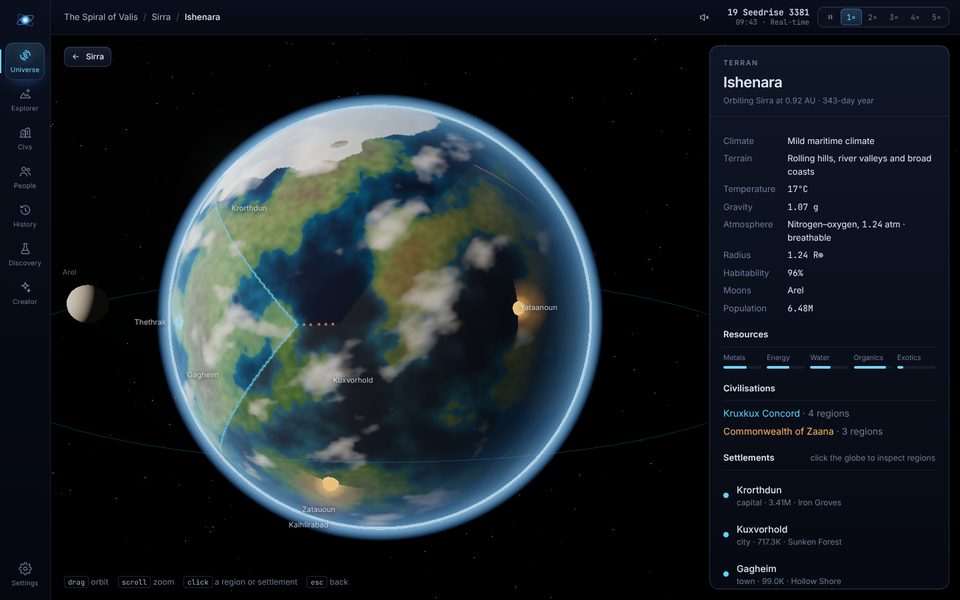 The Spiral of Valis / Sirra / Ishenara
19 Seedrise 3381
09:43 · Real-time
1× 2× 3× 4× 5×
Universe
Explorer
Civs
People
History
Discovery
Creator
Settings
← Sirra
Arel
Krorthdun
Thethrak
Yataanoun
Gagheim
Kuxvorhold
Zatauoun
Kaihlirabad
drag orbit scroll zoom click a region or settlement esc back
TERRAN
Ishenara
Orbiting Sirra at 0.92 AU · 343-day year
Climate Mild maritime climate
Terrain Rolling hills, river valleys and broad
coasts
Temperature 17°C
Gravity 1.07 g
Atmosphere Nitrogen–oxygen, 1.24 atm ·
breathable
Radius 1.24 R⊕
Habitability 96%
Moons Arel
Population 6.48M
Resources
Metals Energy Water Organics Exotics
Civilisations
Kruxkux Concord · 4 regions
Commonwealth of Zaana · 3 regions
Settlements click the globe to inspect regions
Krorthdun
capital · 3.41M · Iron Groves
Kuxvorhold
city · 717.3K · Sunken Forest
Gagheim
town · 99.0K · Hollow Shore